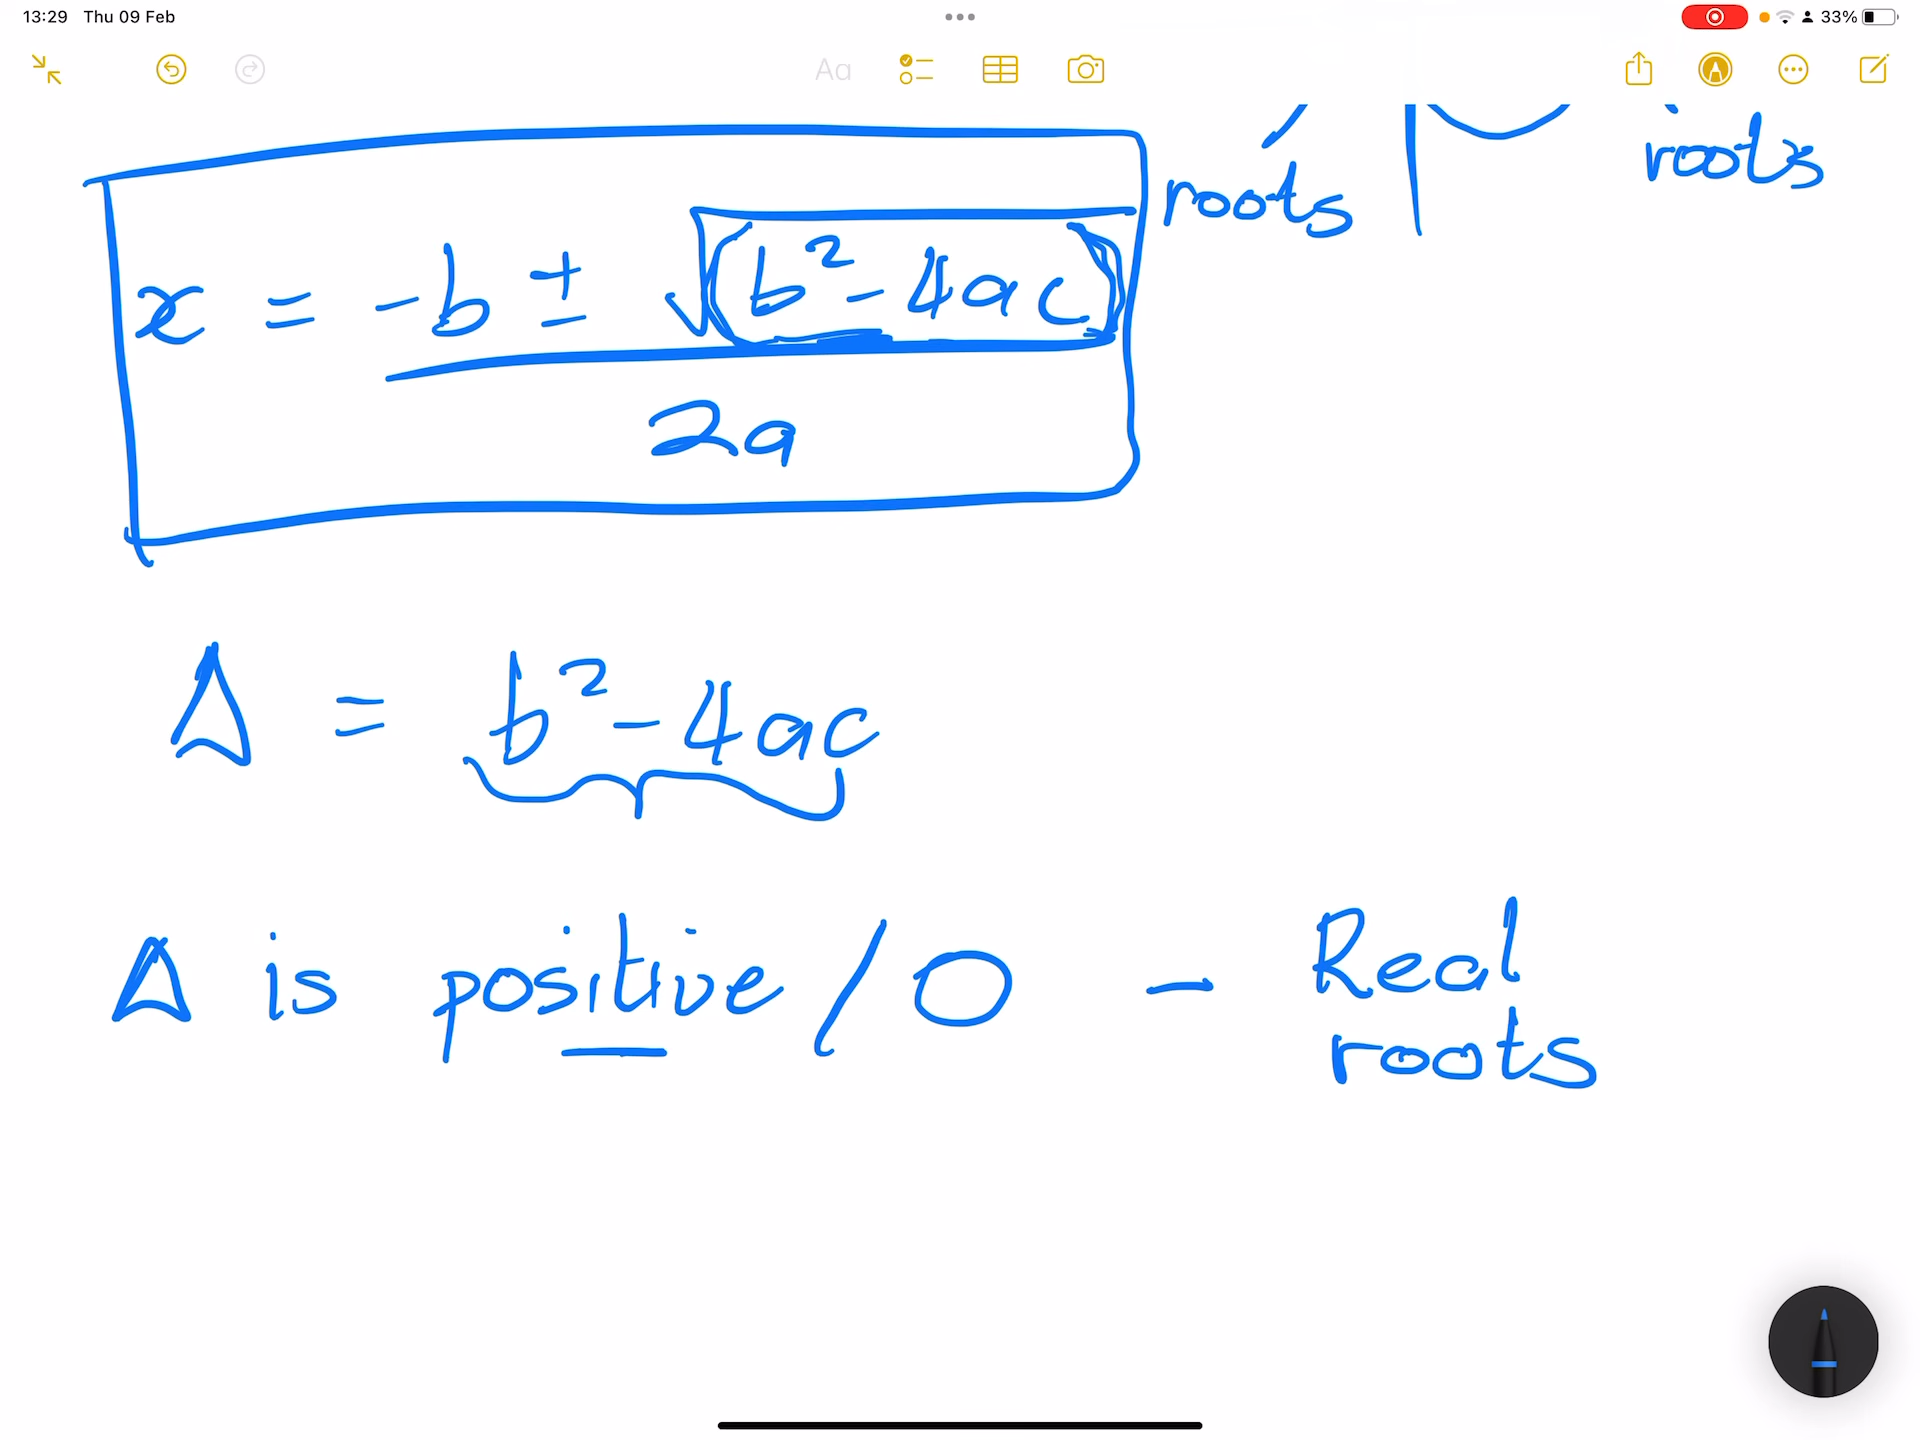 13:29 Thu 09 Feb
33%
Aa
roots
roots
x = -b ± √(b² - 4ac)
2a
Δ = b² - 4ac
Δ is positive / 0 - Real
roots